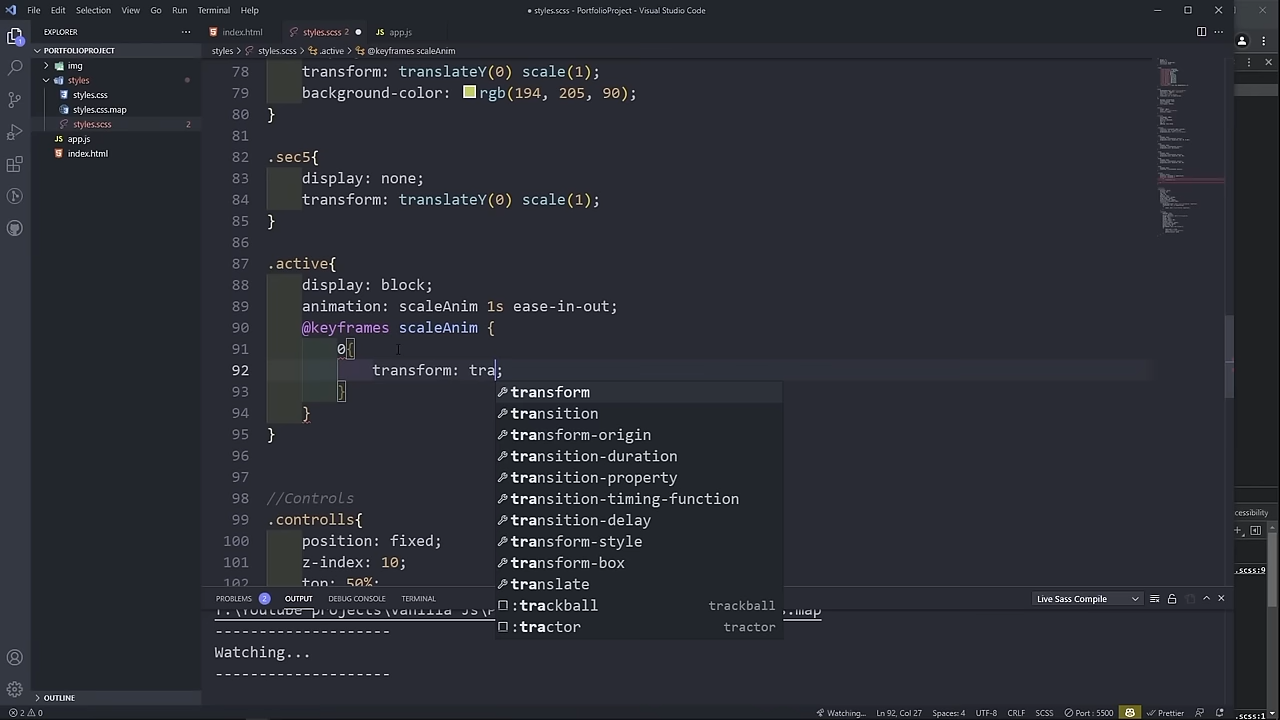 File Edit Selection View Go Run Terminal Help
● styles.scss - PortfolioProject - Visual Studio Code
EXPLORER
PORTFOLIOPROJECT
img
styles
styles.css
styles.css.map
styles.scss 2
app.js
index.html
OUTLINE
index.html styles.scss 2 ● app.js
styles > styles.scss > .active > @keyframes scaleAnim
78 transform: translateY(0) scale(1);
79 background-color: rgb(194, 205, 90);
80 }
81
82 .sec5{
83 display: none;
84 transform: translateY(0) scale(1);
85 }
86
87 .active{
88 display: block;
89 animation: scaleAnim 1s ease-in-out;
90 @keyframes scaleAnim {
91 0{
92 transform: tra;
93 }
94 }
95 }
96
97
98 //Controls
99 .controlls{
100 position: fixed;
101 z-index: 10;
102 top: 50%;
transform
transition
transform-origin
transition-duration
transition-property
transition-timing-function
transition-delay
transform-style
transform-box
translate
:trackball trackball
:tractor tractor
PROBLEMS 2 OUTPUT DEBUG CONSOLE TERMINAL
Live Sass Compile
--------------------
Watching...
--------------------
2 0
Watching... Ln 92, Col 27 Spaces: 4 UTF-8 CRLF SCSS Port : 5500 Prettier